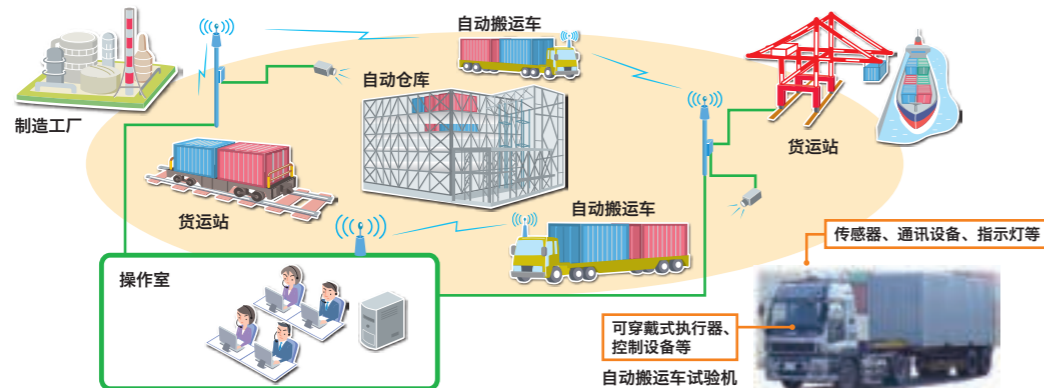 自动搬运车
制造工厂
自动仓库
货运站
货运站
自动搬运车
操作室
传感器、通讯设备、指示灯等
可穿戴式执行器、
控制设备等
自动搬运车试验机